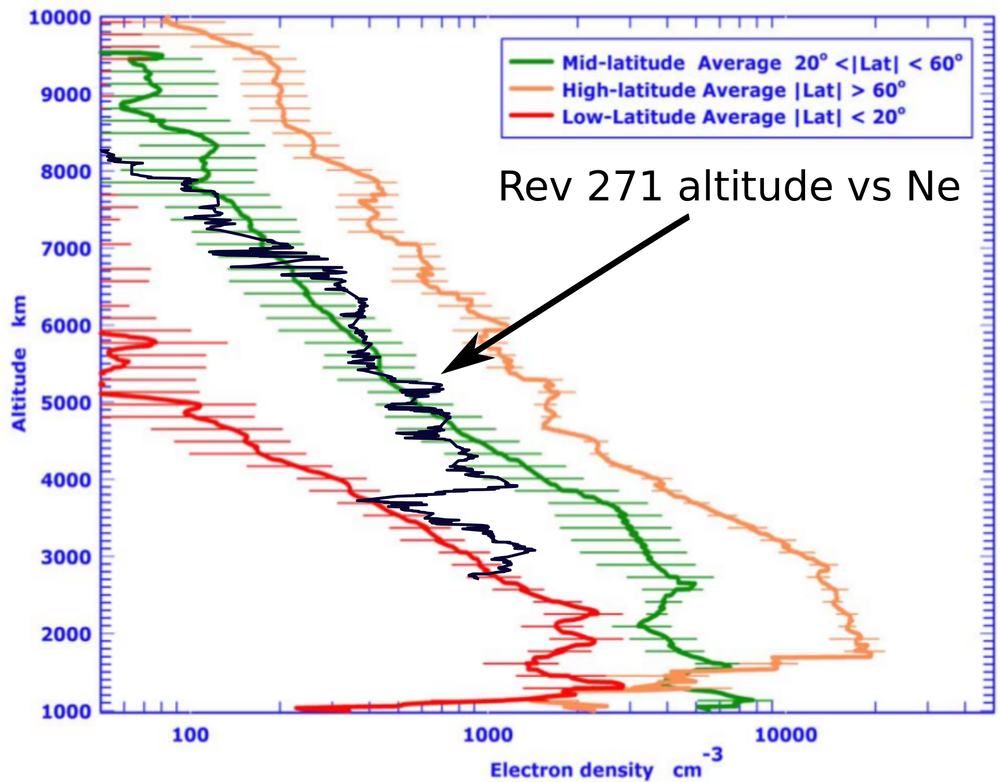 10000
9000
8000
7000
6000
5000
4000
3000
2000
1000
Altitude km
Mid-latitude Average 20° <|Lat| < 60°
High-latitude Average |Lat| > 60°
Low-Latitude Average |Lat| < 20°
Rev 271 altitude vs Ne
100 1000 10000
Electron density cm⁻³